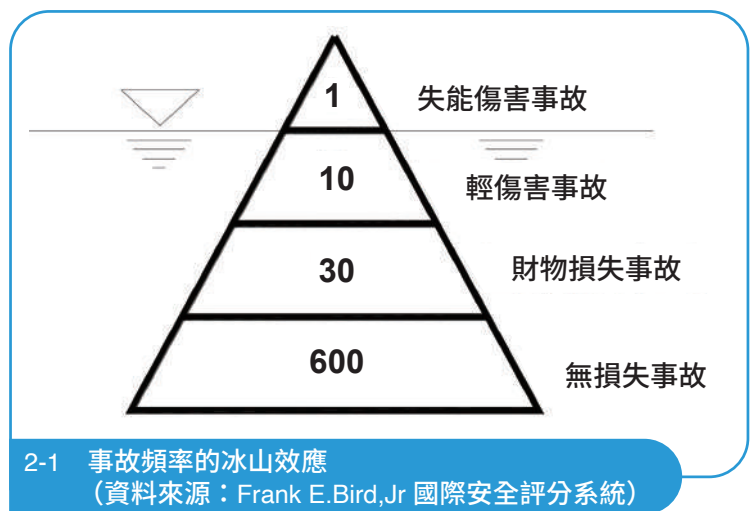 1 失能傷害事故
10 輕傷害事故
30 財物損失事故
600 無損失事故
2-1 事故頻率的冰山效應
（資料來源：Frank E.Bird,Jr 國際安全評分系統）